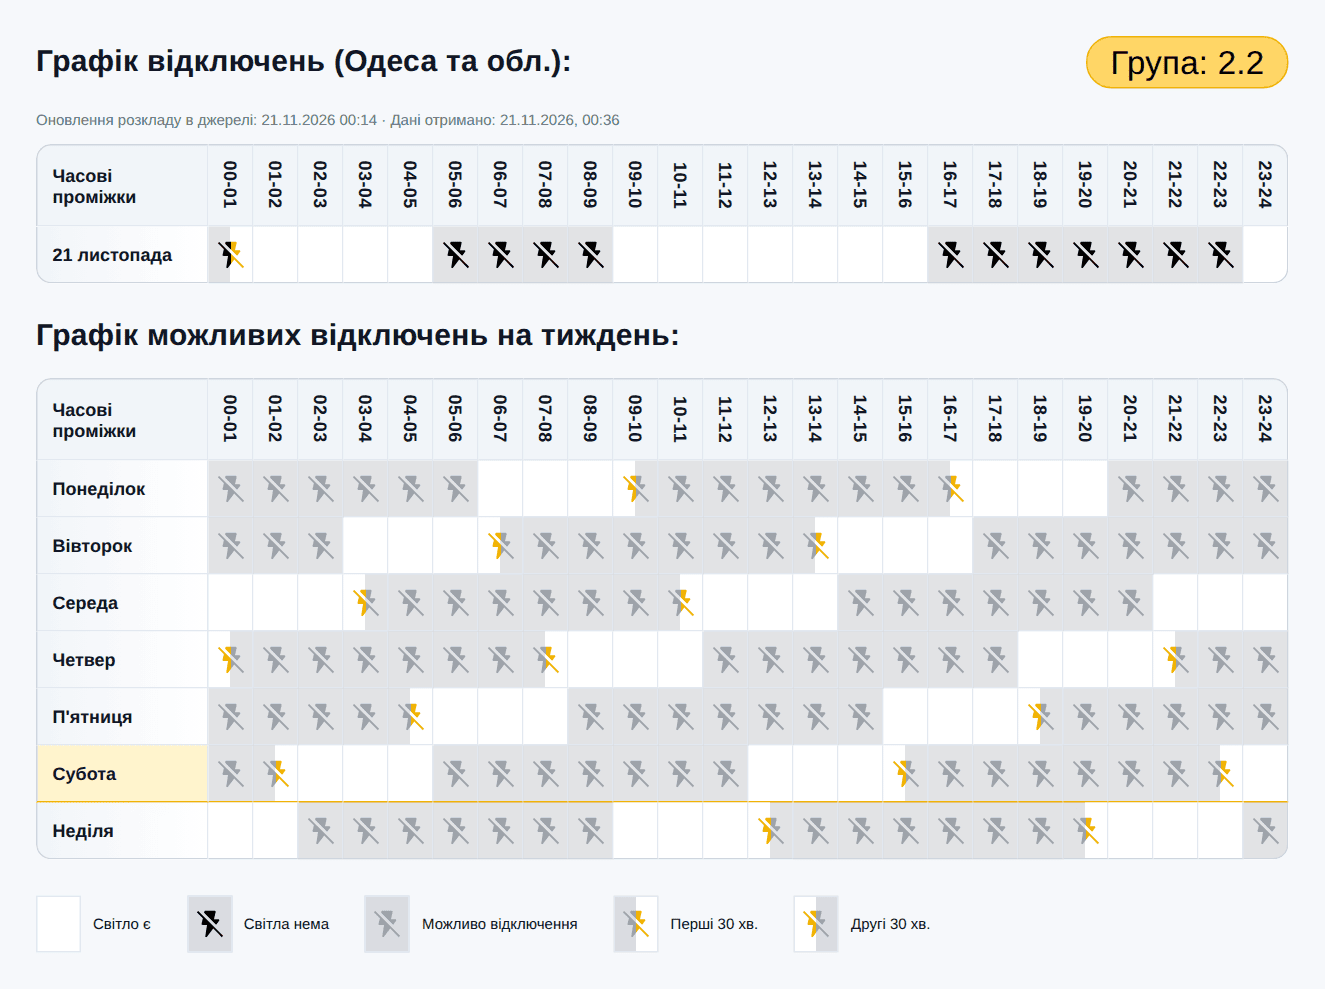 Графік відключень (Одеса та обл.):
Група: 2.2
Оновлення розкладу в джерелі: 21.11.2026 00:14 · Дані отримано: 21.11.2026, 00:36
Часові проміжки 00-01 01-02 02-03 03-04 04-05 05-06 06-07 07-08 08-09 09-10 10-11 11-12 12-13 13-14 14-15 15-16 16-17 17-18 18-19 19-20 20-21 21-22 22-23 23-24
21 листопада
Графік можливих відключень на тиждень:
Часові проміжки 00-01 01-02 02-03 03-04 04-05 05-06 06-07 07-08 08-09 09-10 10-11 11-12 12-13 13-14 14-15 15-16 16-17 17-18 18-19 19-20 20-21 21-22 22-23 23-24
Понеділок
Вівторок
Середа
Четвер
П'ятниця
Субота
Неділя
Світло є
Світла нема
Можливо відключення
Перші 30 хв.
Другі 30 хв.